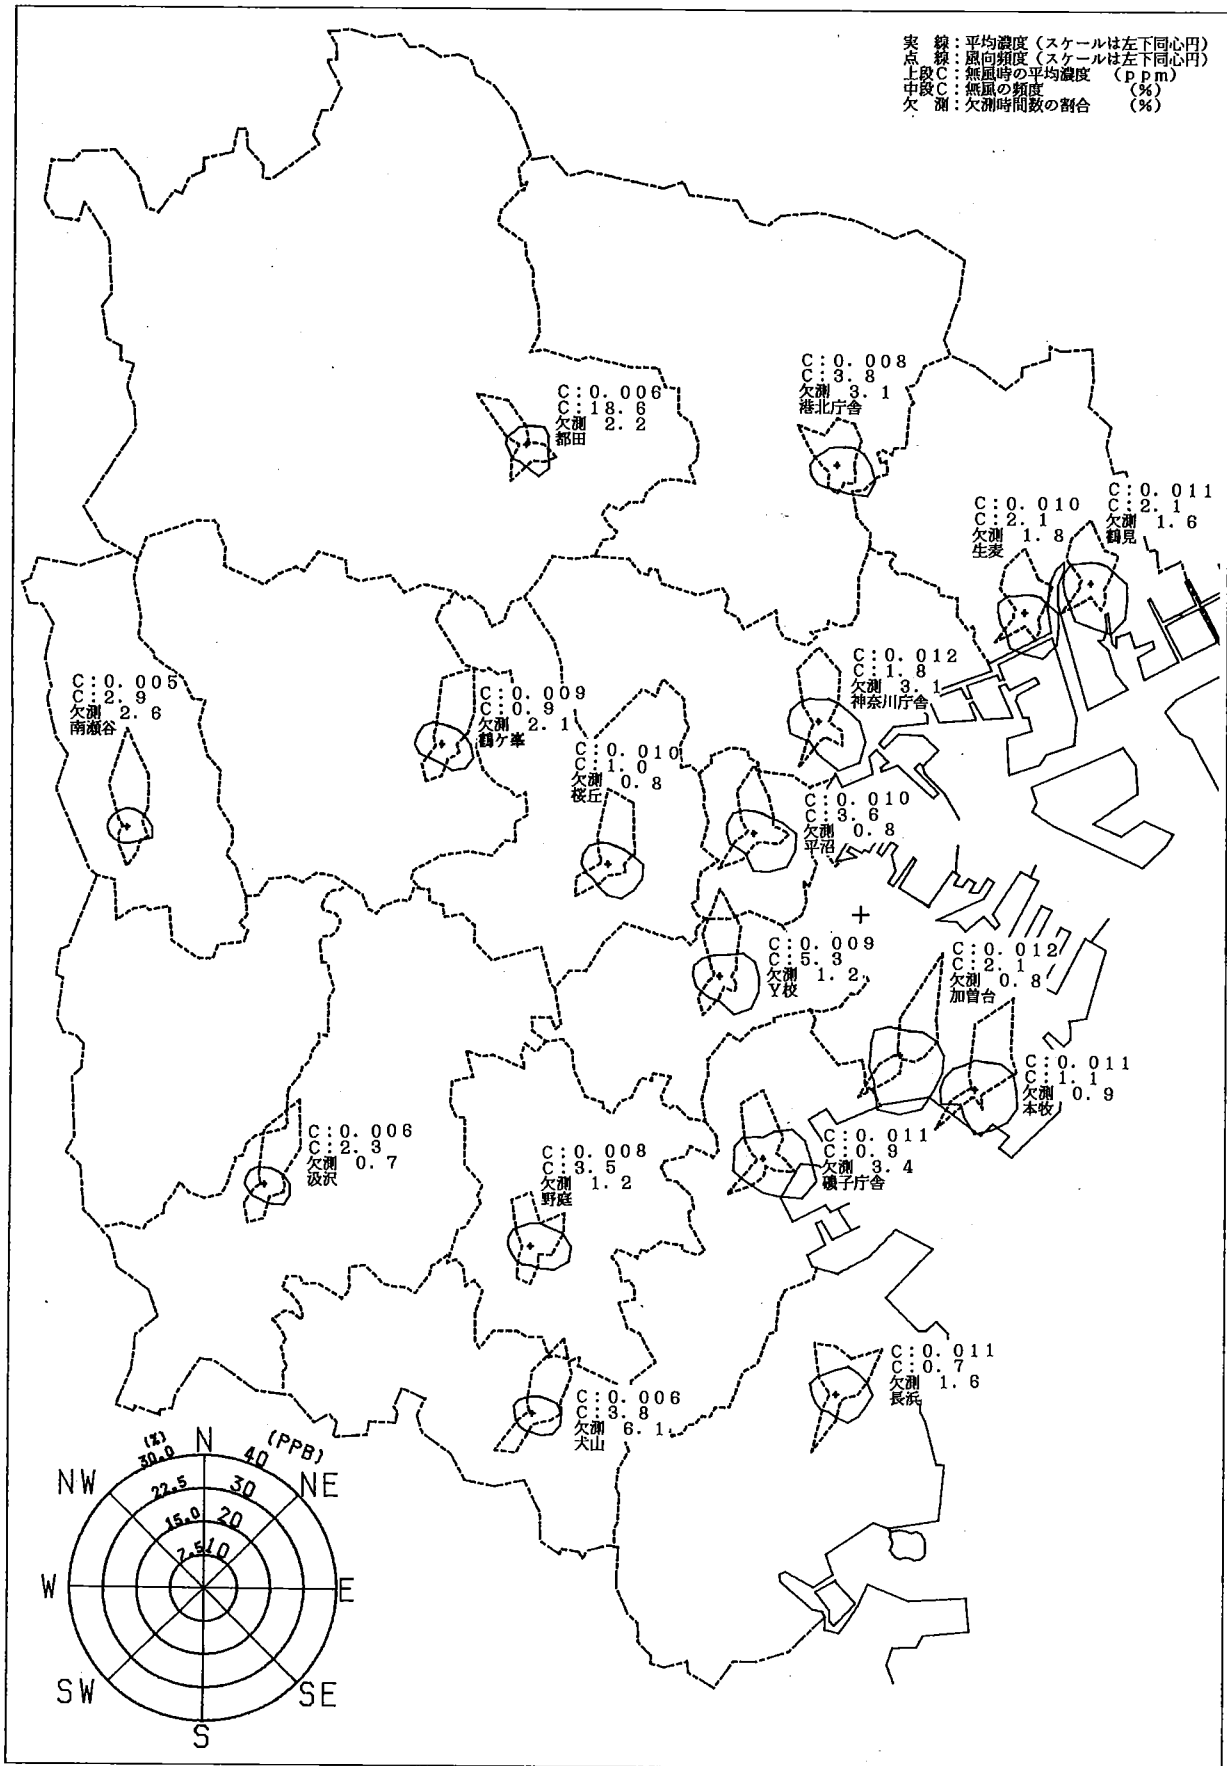 実　線：平均濃度（スケールは左下同心円）
点　線：風向頻度（スケールは左下同心円）
上段C：無風時の平均濃度　（ｐｐｍ）
中段C：無風の頻度　（％）
欠　測：欠測時間数の割合　（％）
C：0．008
C：3．8
欠測　3．1
港北庁舎
C：0．006
C：18．6
欠測　2．2
都田
C：0．011
C：2．1
欠測　1．6
鶴見
C：0．010
C：2．1
欠測　1．8
生麦
C：0．012
C：1．8
欠測　3．1
神奈川庁舎
C：0．005
C：2．9
欠測　2．6
南瀬谷
C：0．009
C：0．9
欠測　2．1
鶴ケ峯
C：0．010
C：1．0
欠測　0．8
桜丘
C：0．010
C：3．6
欠測　0．8
平沼
C：0．009
C：5．3
欠測　1．2
Y校
C：0．012
C：2．1
欠測　0．8
加曽台
C：0．011
C：1．1
欠測　0．9
本牧
C：0．006
C：2．3
欠測　0．7
汲沢
C：0．008
C：3．5
欠測　1．2
野庭
C：0．011
C：0．9
欠測　3．4
磯子庁舎
C：0．011
C：0．7
欠測　1．6
長浜
C：0．006
C：3．8
欠測　6．1
犬山
(%) N (PPB)
30.0 40
NW 22.5 30 NE
15.0 20
7.5 10
W E
SW SE
S